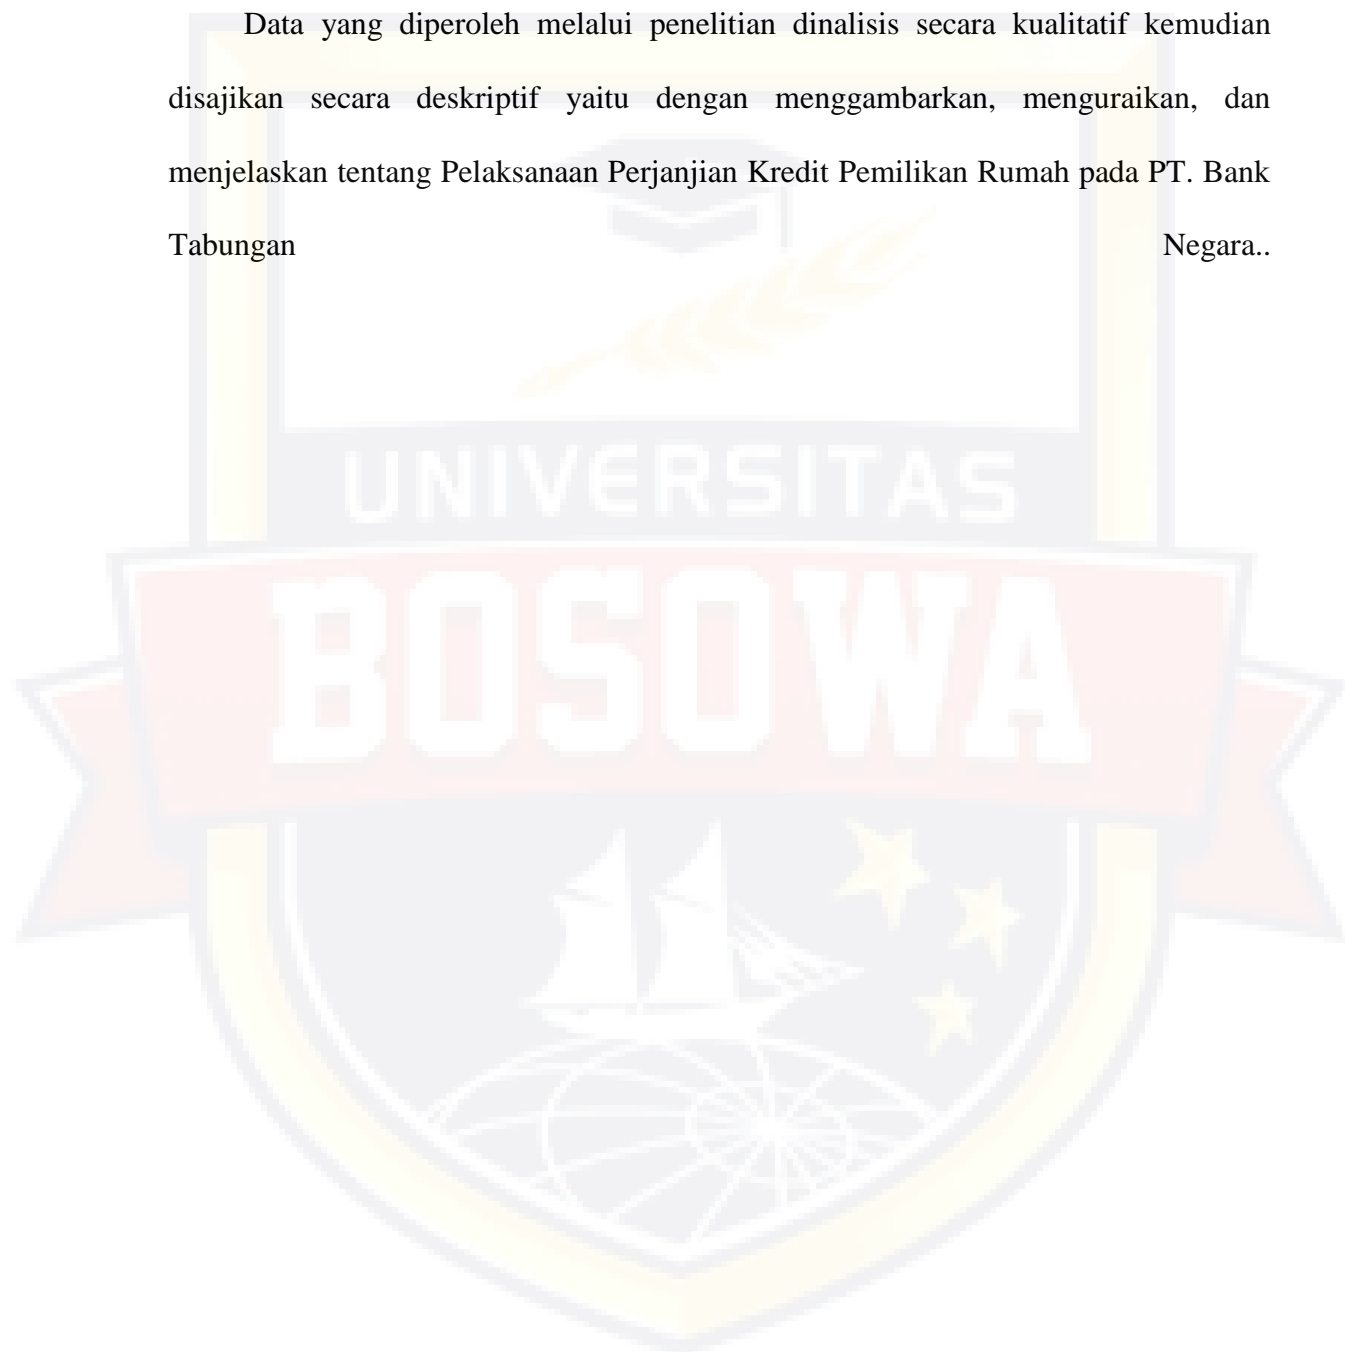 Data yang diperoleh melalui penelitian dinalisis secara kualitatif kemudian
disajikan secara deskriptif yaitu dengan menggambarkan, menguraikan, dan
menjelaskan tentang Pelaksanaan Perjanjian Kredit Pemilikan Rumah pada PT. Bank
Tabungan Negara..
UNIVERSITAS
BOSOWA